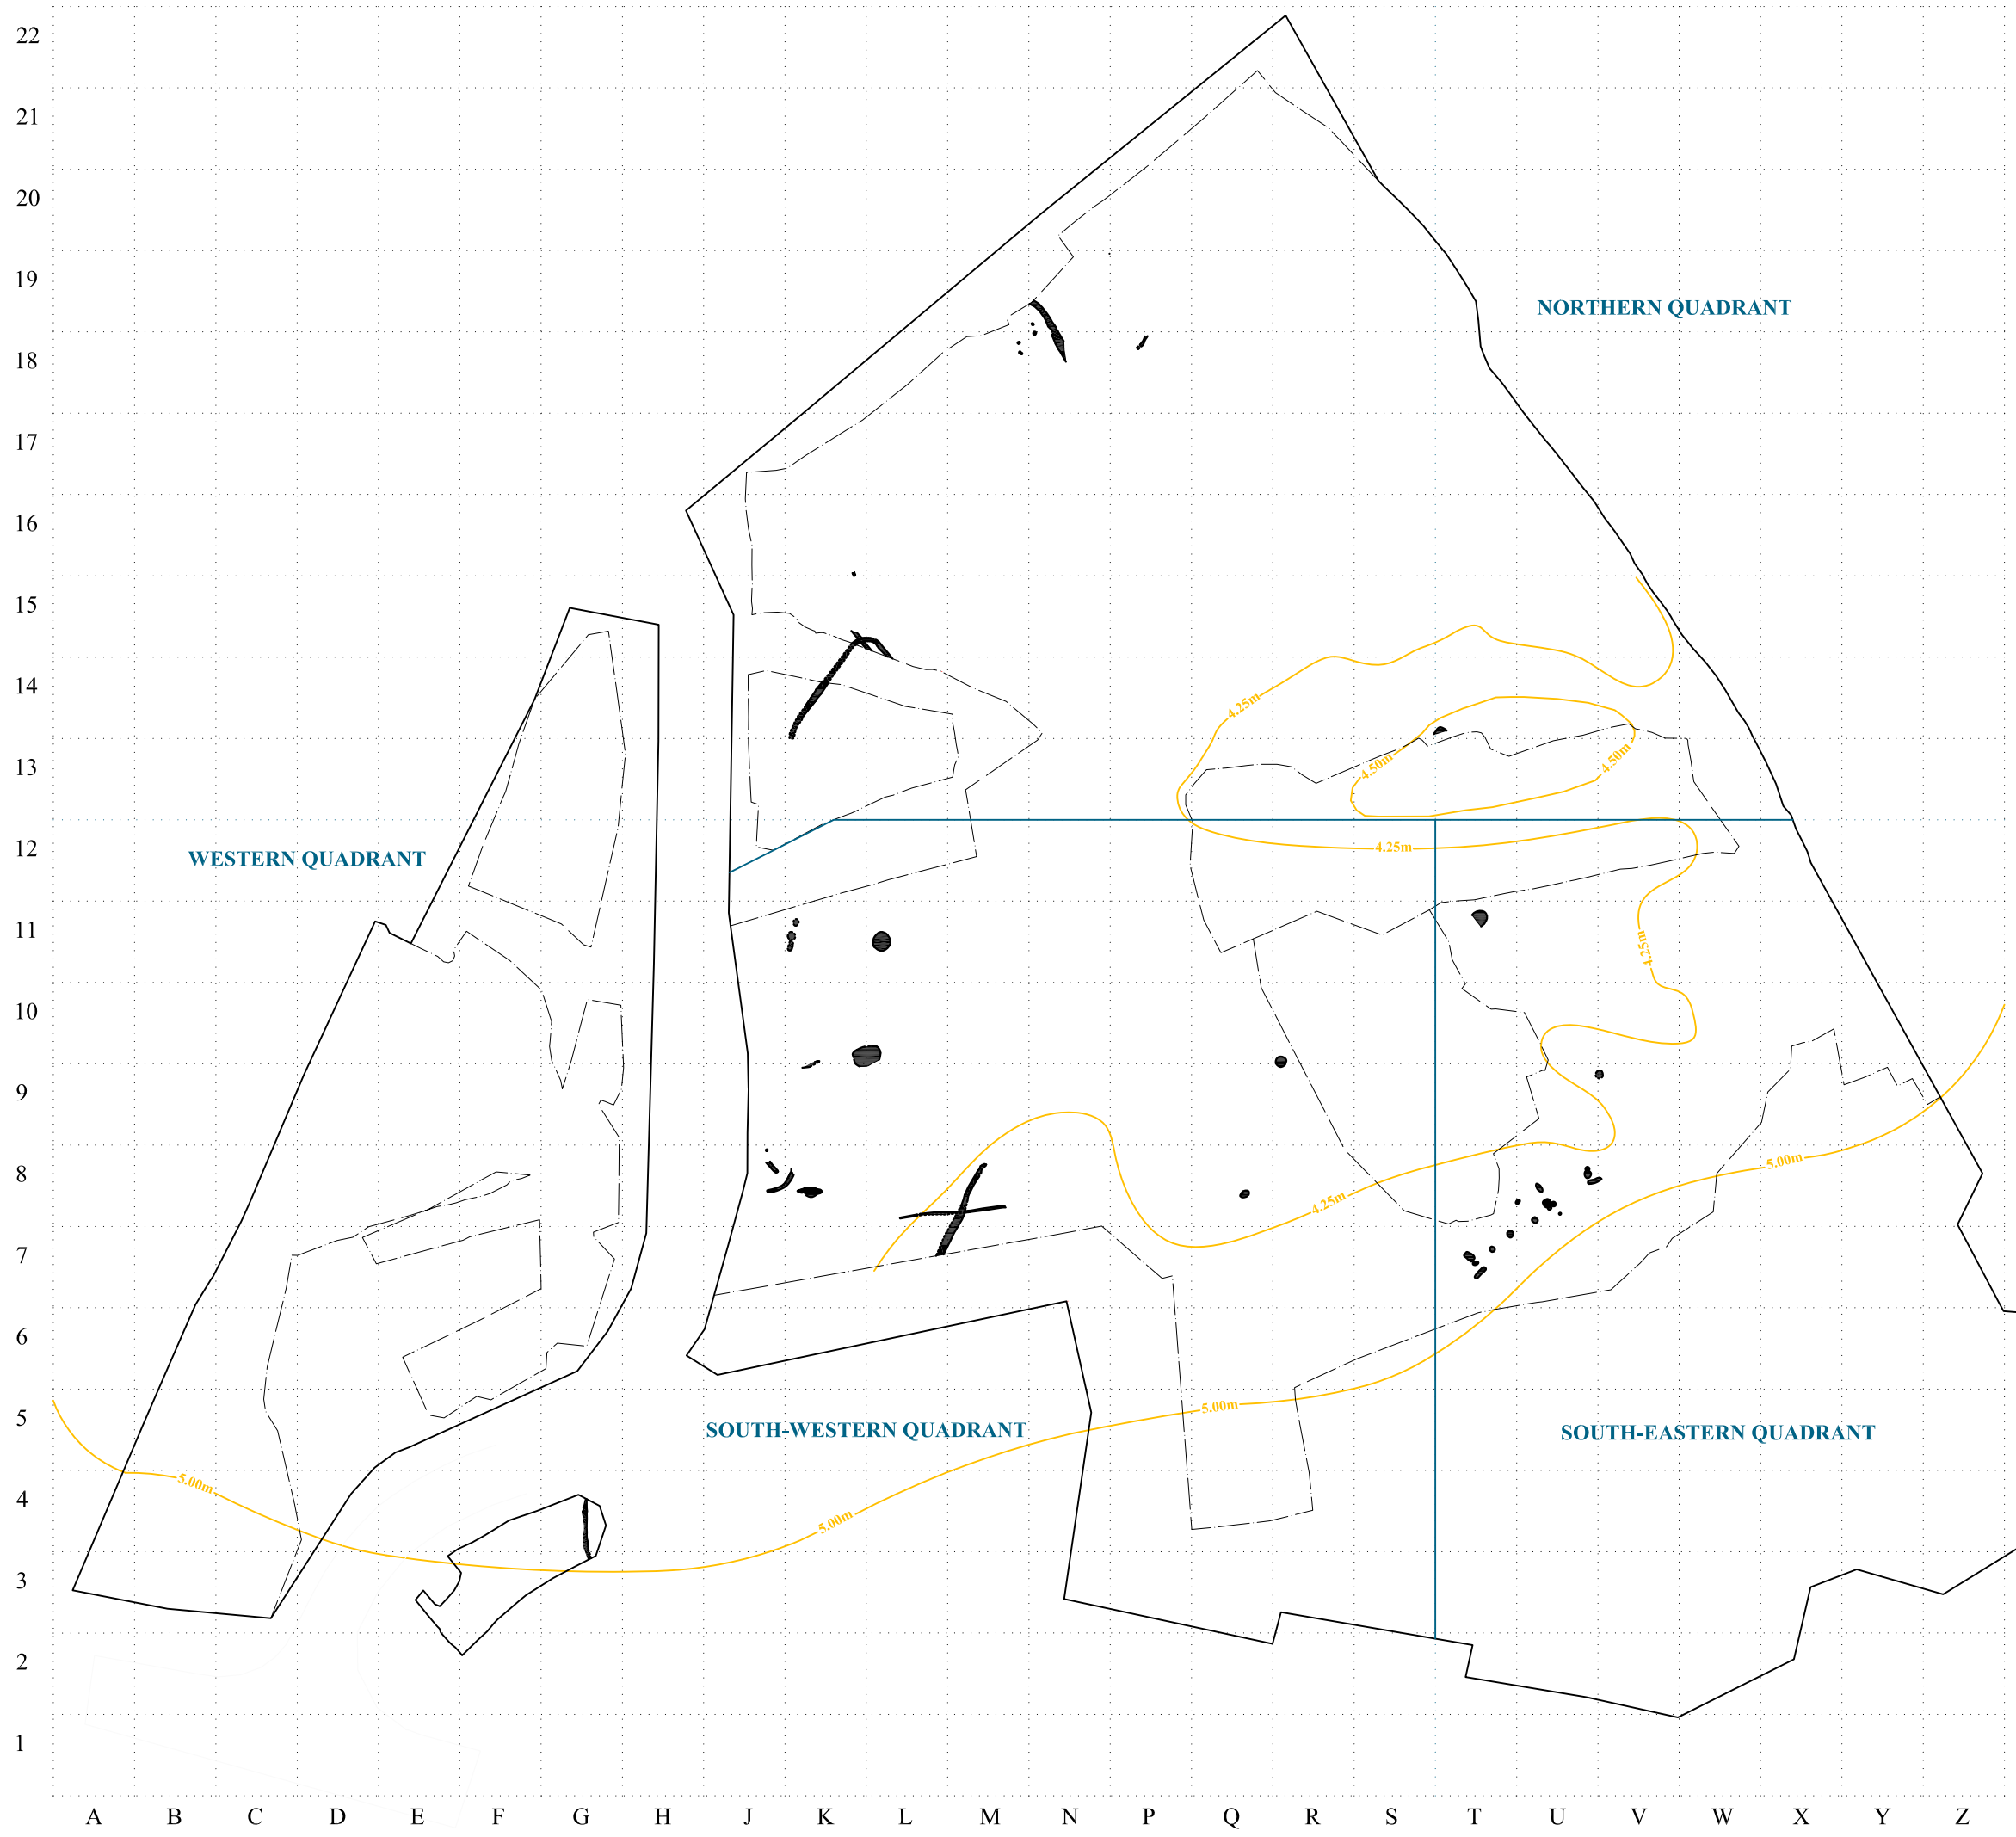 22
21
20
19
NORTHERN QUADRANT
18
17
16
15
14
4.25m
13
4.50m
4.50m
12
4.25m
WESTERN QUADRANT
11
4.25m
10
9
8
5.00m
4.25m
7
6
5
5.00m
SOUTH-WESTERN QUADRANT
SOUTH-EASTERN QUADRANT
4
5.00m
5.00m
3
2
1
A B C D E F G H J K L M N P Q R S T U V W X Y Z